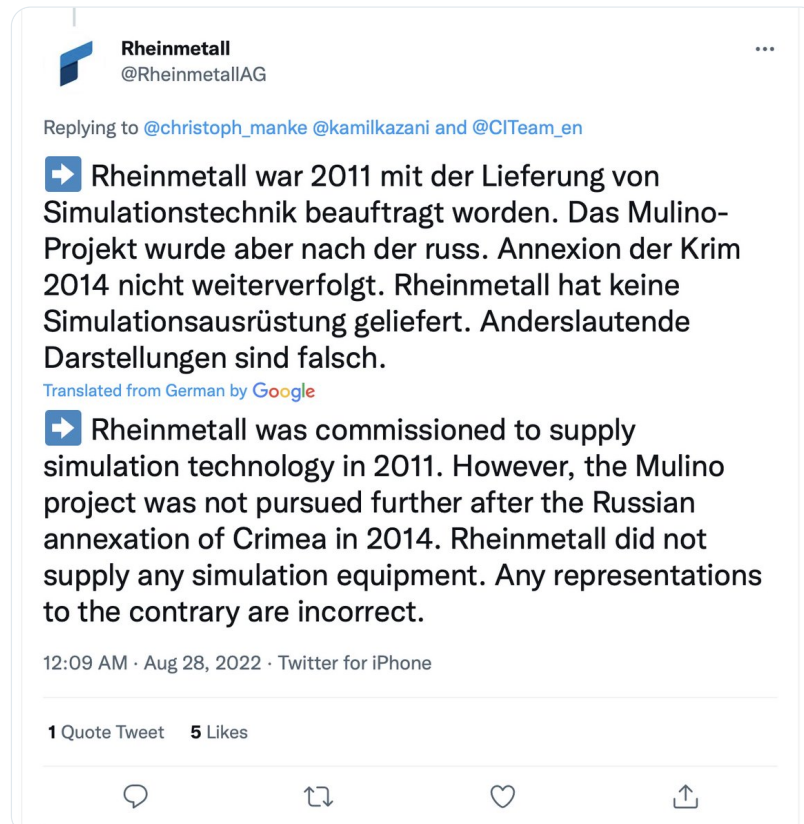 Rheinmetall
@RheinmetallAG
Replying to @christoph_manke @kamilkazani and @CITeam_en
➡️ Rheinmetall war 2011 mit der Lieferung von
Simulationstechnik beauftragt worden. Das Mulino-
Projekt wurde aber nach der russ. Annexion der Krim
2014 nicht weiterverfolgt. Rheinmetall hat keine
Simulationsausrüstung geliefert. Anderslautende
Darstellungen sind falsch.
Translated from German by Google
➡️ Rheinmetall was commissioned to supply
simulation technology in 2011. However, the Mulino
project was not pursued further after the Russian
annexation of Crimea in 2014. Rheinmetall did not
supply any simulation equipment. Any representations
to the contrary are incorrect.
12:09 AM · Aug 28, 2022 · Twitter for iPhone
1 Quote Tweet 5 Likes